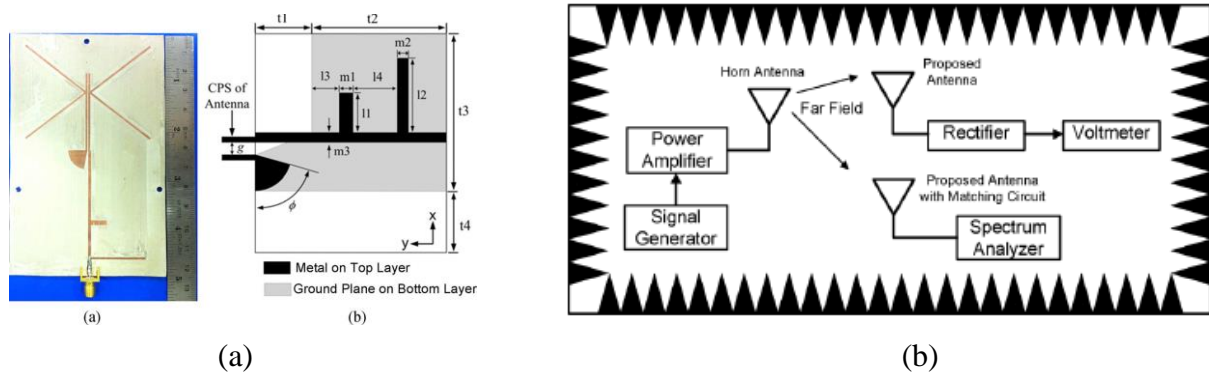 t1
t2
m2
CPS of
Antenna
l3
m1
l4
l1
l2
t3
g
m3
ϕ
t4
x
y
Metal on Top Layer
Ground Plane on Bottom Layer
(a)
(b)
(a)
Horn Antenna
Proposed
Antenna
Far Field
Power
Amplifier
Rectifier
Voltmeter
Proposed Antenna
with Matching Circuit
Signal
Generator
Spectrum
Analyzer
(b)